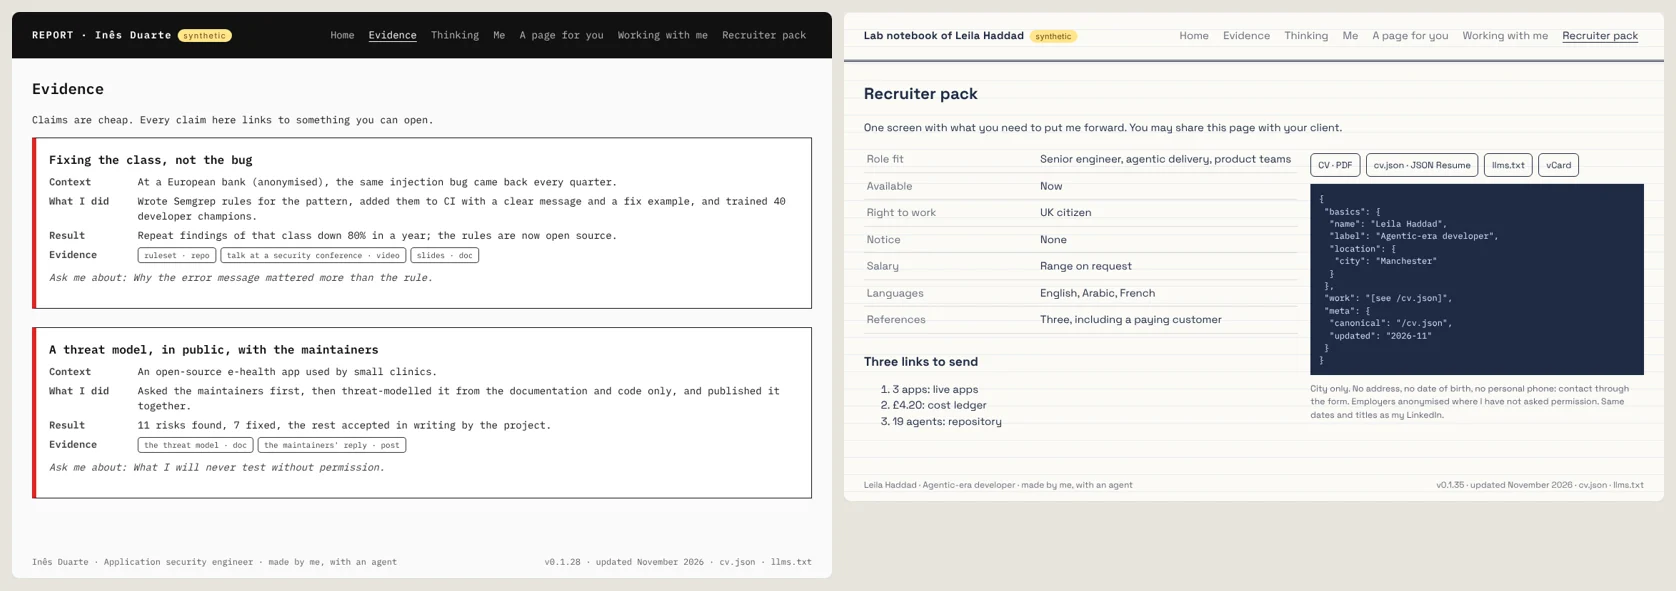 REPORT · Inês Duarte synthetic
Home Evidence Thinking Me A page for you Working with me Recruiter pack
Evidence
Claims are cheap. Every claim here links to something you can open.
Fixing the class, not the bug
Context At a European bank (anonymised), the same injection bug came back every quarter.
What I did Wrote Semgrep rules for the pattern, added them to CI with a clear message and a fix example, and trained 40
developer champions.
Result Repeat findings of that class down 80% in a year; the rules are now open source.
Evidence ruleset · repo talk at a security conference · video slides · doc
Ask me about: Why the error message mattered more than the rule.
A threat model, in public, with the maintainers
Context An open-source e-health app used by small clinics.
What I did Asked the maintainers first, then threat-modelled it from the documentation and code only, and published it
together.
Result 11 risks found, 7 fixed, the rest accepted in writing by the project.
Evidence the threat model · doc the maintainers' reply · post
Ask me about: What I will never test without permission.
Inês Duarte · Application security engineer · made by me, with an agent
v0.1.28 · updated November 2026 · cv.json · llms.txt
Lab notebook of Leila Haddad synthetic
Home Evidence Thinking Me A page for you Working with me Recruiter pack
Recruiter pack
One screen with what you need to put me forward. You may share this page with your client.
Role fit Senior engineer, agentic delivery, product teams
Available Now
Right to work UK citizen
Notice None
Salary Range on request
Languages English, Arabic, French
References Three, including a paying customer
Three links to send
1. 3 apps: live apps
2. £4.20: cost ledger
3. 19 agents: repository
CV · PDF cv.json · JSON Resume llms.txt vCard
{
"basics": {
"name": "Leila Haddad",
"label": "Agentic-era developer",
"location": {
"city": "Manchester"
}
},
"work": "[see /cv.json]",
"meta": {
"canonical": "/cv.json",
"updated": "2026-11"
}
}
City only. No address, no date of birth, no personal phone: contact through
the form. Employers anonymised where I have not asked permission. Same
dates and titles as my LinkedIn.
Leila Haddad · Agentic-era developer · made by me, with an agent
v0.1.35 · updated November 2026 · cv.json · llms.txt